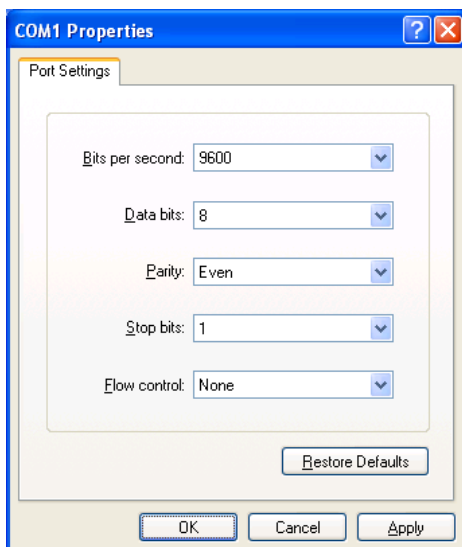 COM1 Properties
Port Settings
Bits per second: 9600
Data bits: 8
Parity: Even
Stop bits: 1
Flow control: None
Restore Defaults
OK Cancel Apply